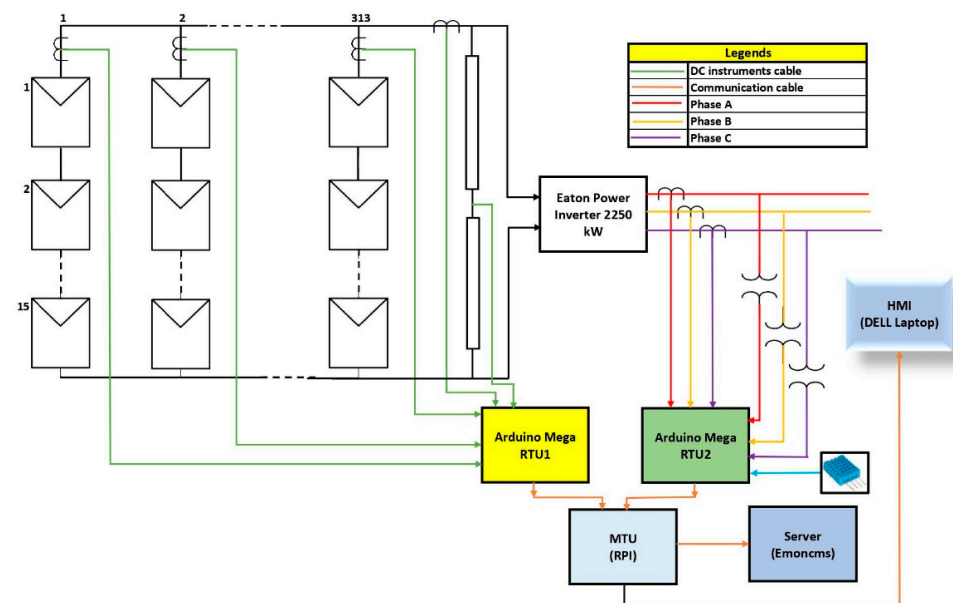 1
2
313
1
2
15
Legends
DC instruments cable
Communication cable
Phase A
Phase B
Phase C
Eaton Power
Inverter 2250
kW
HMI
(DELL Laptop)
Arduino Mega
RTU1
Arduino Mega
RTU2
MTU
(RPI)
Server
(Emoncms)